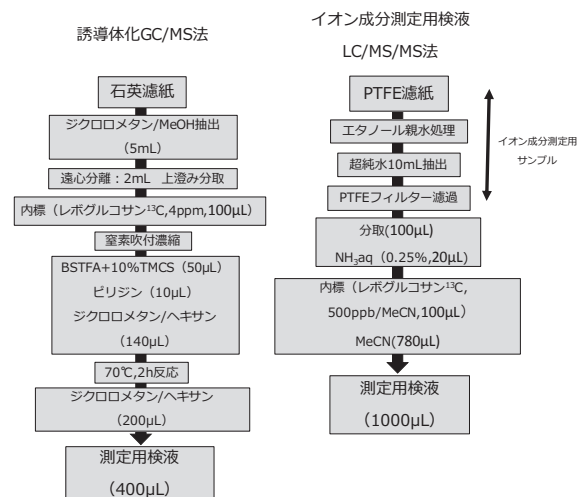 誘導体化GC/MS法
石英濾紙
ジクロロメタン/MeOH抽出
（5mL）
遠心分離：2mL　上澄み分取
内標（レボグルコサン¹³C,4ppm,100μL）
窒素吹付濃縮
BSTFA+10%TMCS（50μL）
ピリジン（10μL）
ジクロロメタン/ヘキサン
（140μL）
70℃,2h反応
ジクロロメタン/ヘキサン
（200μL）
測定用検液
（400μL）
イオン成分測定用検液
LC/MS/MS法
PTFE濾紙
エタノール親水処理
超純水10mL抽出
PTFEフィルター濾過
分取(100μL)
NH₃aq（0.25%,20μL）
内標（レボグルコサン¹³C,
500ppb/MeCN,100μL）
MeCN(780μL)
測定用検液
（1000μL）
イオン成分測定用
サンプル